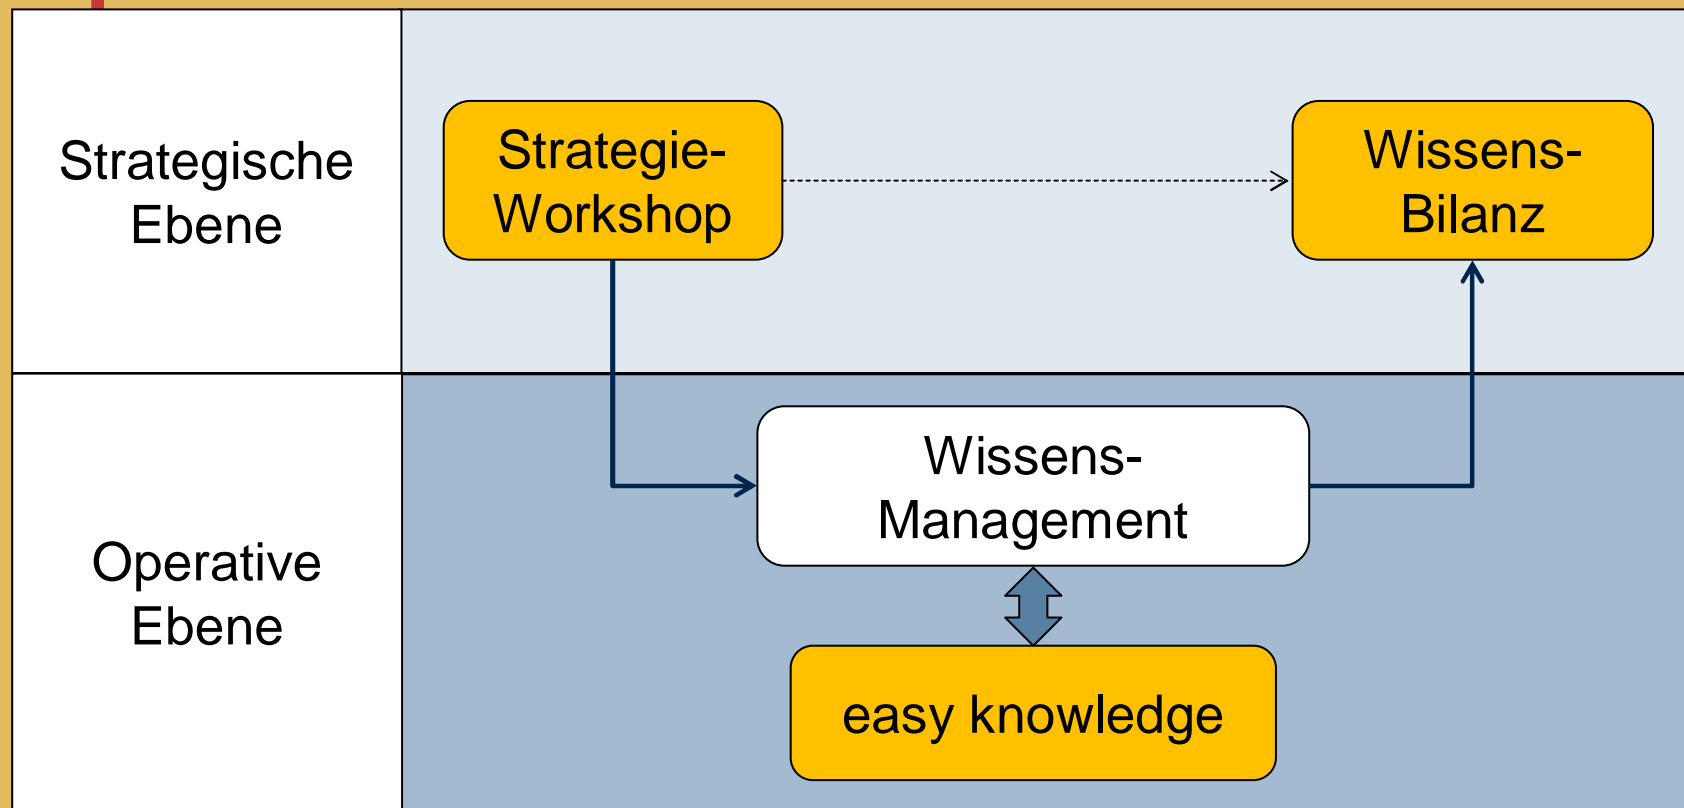 Strategische
Ebene
Strategie-
Workshop
Wissens-
Bilanz
Operative
Ebene
Wissens-
Management
easy knowledge